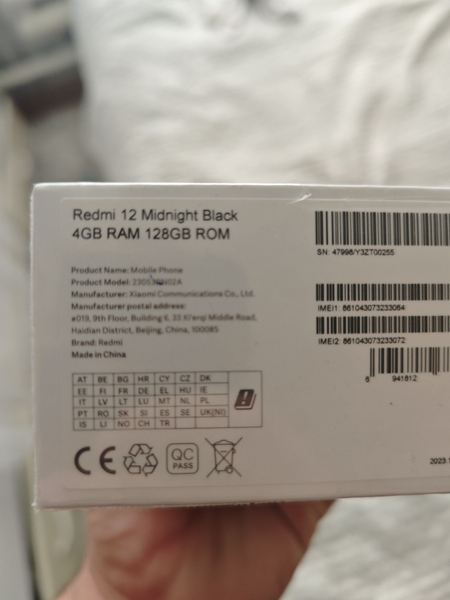 Redmi 12 Midnight Black
4GB RAM 128GB ROM
SN: 47998/Y3ZT00255
Product Name: Mobile Phone
Product Model:
Manufacturer: Xiaomi Communications Co., Ltd.
Manufacturer postal address:
#019, 9th Floor, Building 6, 33 Xi'erqi Middle Road,
Haidian District, Beijing, China, 100085
Brand: Redmi
Made in China
IMEI1: 861043073233064
IMEI2: 861043073233072
6 941812
AT BE BG HR CY CZ DK
EE FI FR DE EL HU IE
IT LV LT LU MT NL PL
PT RO SK SI ES SE UK(NI)
IS LI NO CH TR
CE
QC
PASS
2023.